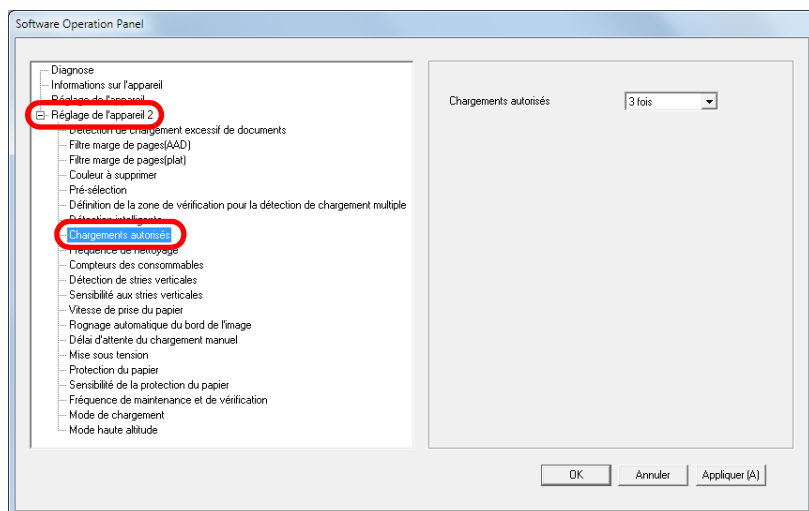 Software Operation Panel
Diagnose
Informations sur l'appareil
Réglage de l'appareil
Réglage de l'appareil 2
Détection de chargement excessif de documents
Filtre marge de pages(AAD)
Filtre marge de pages(plat)
Couleur à supprimer
Pré-sélection
Définition de la zone de vérification pour la détection de chargement multiple
Détection intelligente
Chargements autorisés
Fréquence de nettoyage
Compteurs des consommables
Détection de stries verticales
Sensibilité aux stries verticales
Vitesse de prise du papier
Rognage automatique du bord de l'image
Délai d'attente du chargement manuel
Mise sous tension
Protection du papier
Sensibilité de la protection du papier
Fréquence de maintenance et de vérification
Mode de chargement
Mode haute altitude
Chargements autorisés
3 fois
OK
Annuler
Appliquer (A)